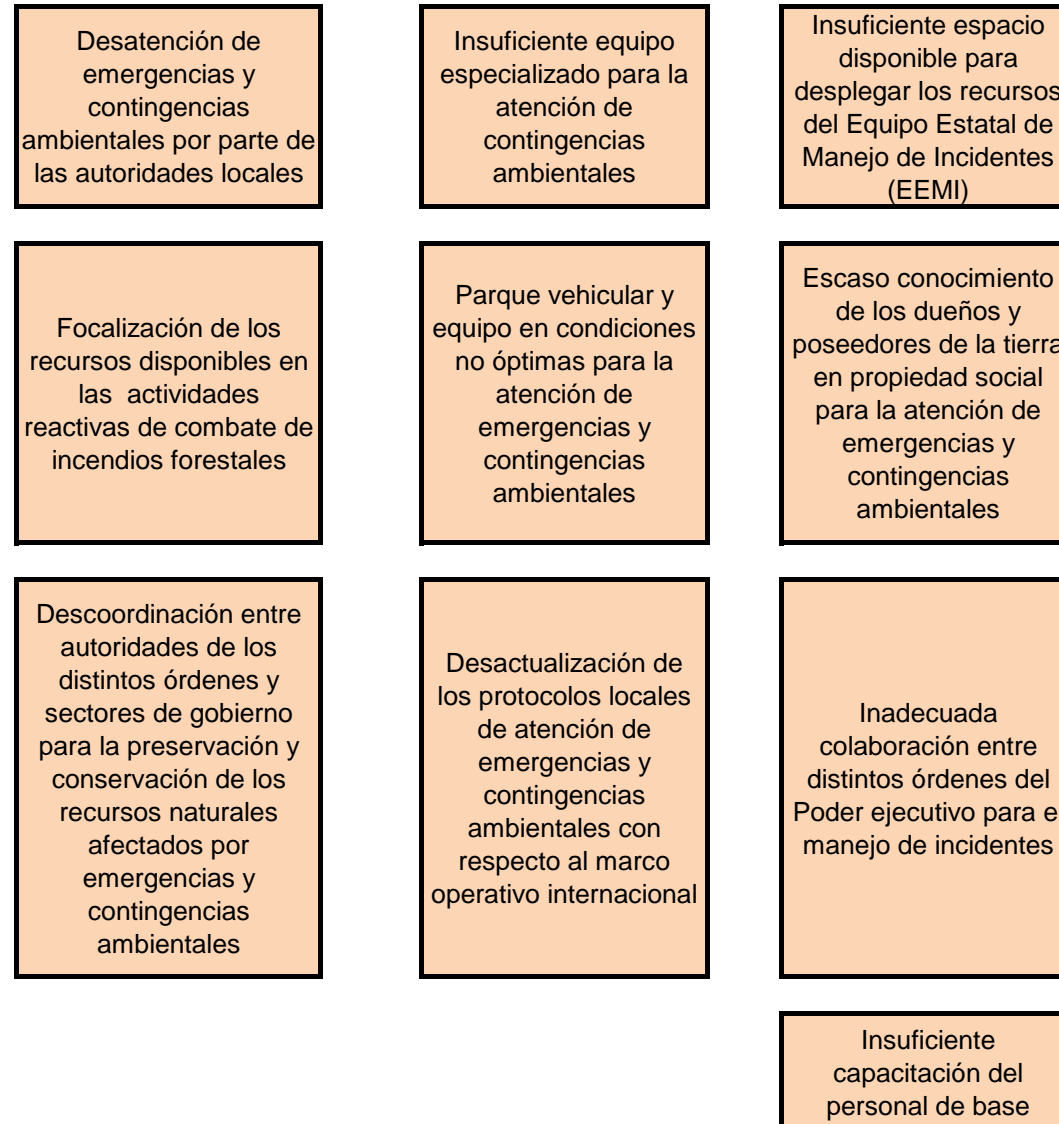 Desatención de
emergencias y
contingencias
ambientales por parte de
las autoridades locales
Insuficiente equipo
especializado para la
atención de
contingencias
ambientales
Insuficiente espacio
disponible para
desplegar los recursos
del Equipo Estatal de
Manejo de Incidentes
(EEMI)
Focalización de los
recursos disponibles en
las actividades
reactivas de combate de
incendios forestales
Parque vehicular y
equipo en condiciones
no óptimas para la
atención de
emergencias y
contingencias
ambientales
Escaso conocimiento
de los dueños y
poseedores de la tierra
en propiedad social
para la atención de
emergencias y
contingencias
ambientales
Descoordinación entre
autoridades de los
distintos órdenes y
sectores de gobierno
para la preservación y
conservación de los
recursos naturales
afectados por
emergencias y
contingencias
ambientales
Desactualización de
los protocolos locales
de atención de
emergencias y
contingencias
ambientales con
respecto al marco
operativo internacional
Inadecuada
colaboración entre
distintos órdenes del
Poder ejecutivo para e
manejo de incidentes
Insuficiente
capacitación del
personal de base